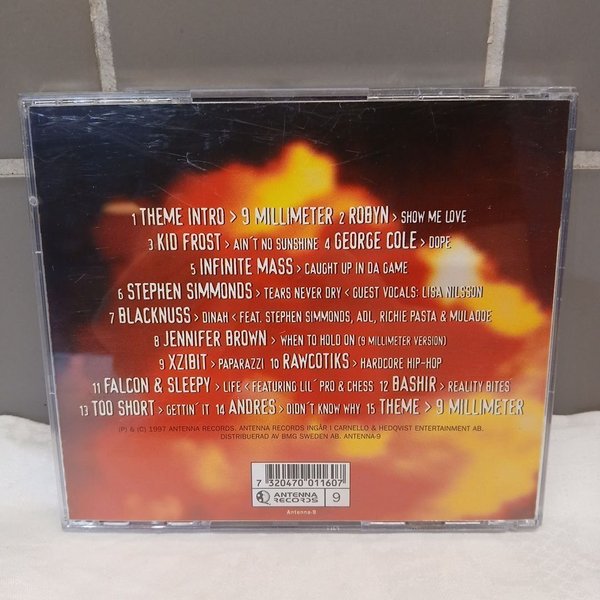 1 THEME INTRO > 9 MILLIMETER 2 ROBYN > SHOW ME LOVE
3 KID FROST > AIN´T NO SUNSHINE 4 GEORGE COLE > DOPE
5 INFINITE MASS > CAUGHT UP IN DA GAME
6 STEPHEN SIMMONDS > TEARS NEVER DRY < GUEST VOCALS: LISA NILSSON
7 BLACKNUSS > DINAH < FEAT. STEPHEN SIMMONDS, ADL, RICHIE PASTA & MULADOE
8 JENNIFER BROWN > WHEN TO HOLD ON (9 MILLIMETER VERSION)
9 XZIBIT > PAPARAZZI 10 RAWCOTIKS > HARDCORE HIP-HOP
11 FALCON & SLEEPY > LIFE < FEATURING LIL´ PRO & CHESS 12 BASHIR > REALITY BITES
13 TOO SHORT > GETTIN´ IT 14 ANDRES > DIDN´T KNOW WHY 15 THEME > 9 MILLIMETER
(P) & (C) 1997 ANTENNA RECORDS. ANTENNA RECORDS INGÅR I CARNELLO & HEDQVIST ENTERTAINMENT AB.
DISTRIBUERAD AV BMG SWEDEN AB. ANTENNA-9
7 320470 011607
ANTENNA RECORDS 9
Antenna-9